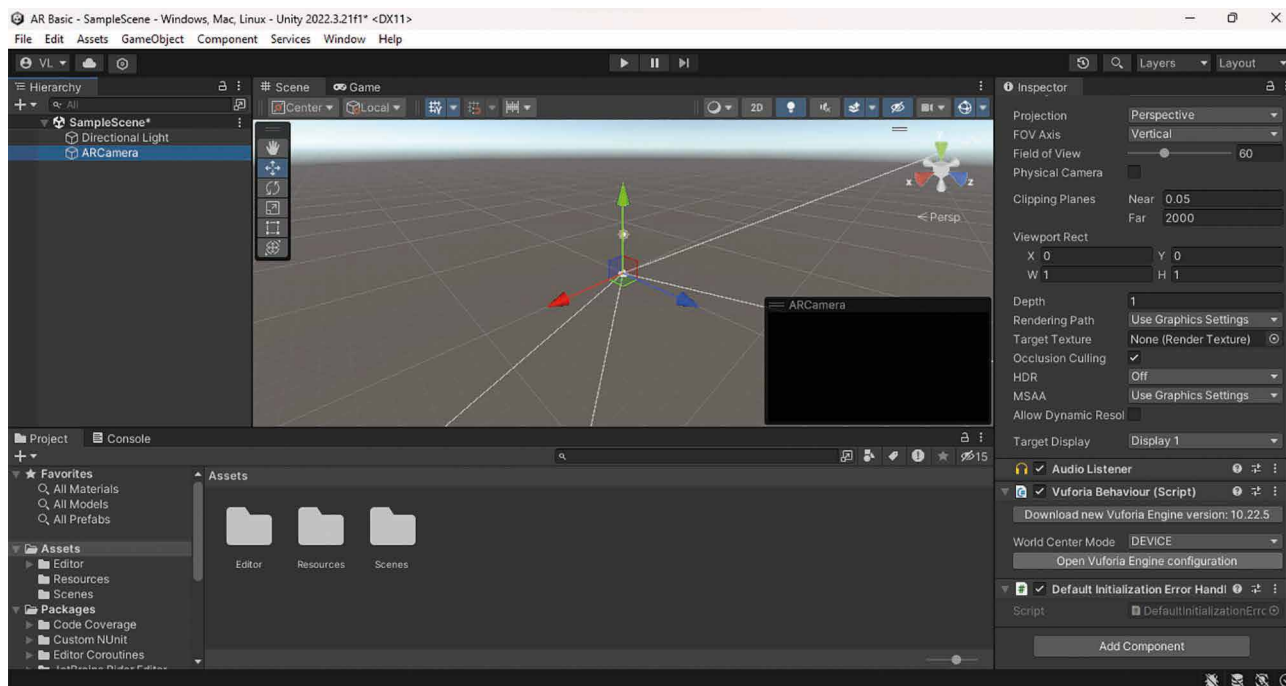 AR Basic - SampleScene - Windows, Mac, Linux - Unity 2022.3.21f1* <DX11>
File Edit Assets GameObject Component Services Window Help
VL Layers Layout
Hierarchy
All
SampleScene*
Directional Light
ARCamera
Scene Game
Center Local 2D
y
x
z
Persp
ARCamera
Inspector
Projection Perspective
FOV Axis Vertical
Field of View 60
Physical Camera
Clipping Planes Near 0.05
Far 2000
Viewport Rect
X 0 Y 0
W 1 H 1
Depth 1
Rendering Path Use Graphics Settings
Target Texture None (Render Texture)
Occlusion Culling
HDR Off
MSAA Use Graphics Settings
Allow Dynamic Resol
Target Display Display 1
Audio Listener
Vuforia Behaviour (Script)
Download new Vuforia Engine version: 10.22.5
World Center Mode DEVICE
Open Vuforia Engine configuration
Default Initialization Error Handl
Script DefaultInitializationErrc
Add Component
Project Console
15
Favorites
All Materials
All Models
All Prefabs
Assets
Editor
Resources
Scenes
Packages
Code Coverage
Custom NUnit
Editor Coroutines
JetBrains Rider Editor
Assets
Editor Resources Scenes